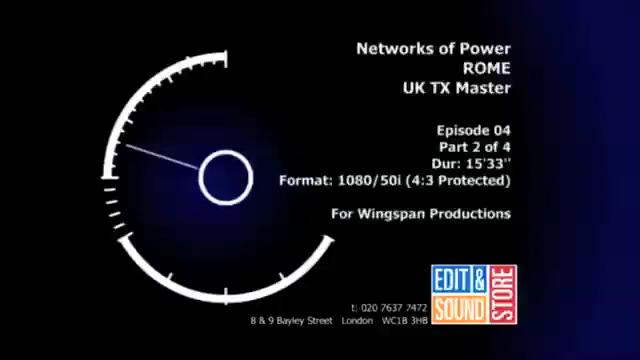 Networks of Power
ROME
UK TX Master
Episode 04
Part 2 of 4
Dur: 15'33''
Format: 1080/50i (4:3 Protected)
For Wingspan Productions
t: 020 7637 7472
8 & 9 Bayley Street London WC1B 3HB
EDIT &
SOUND
STORE